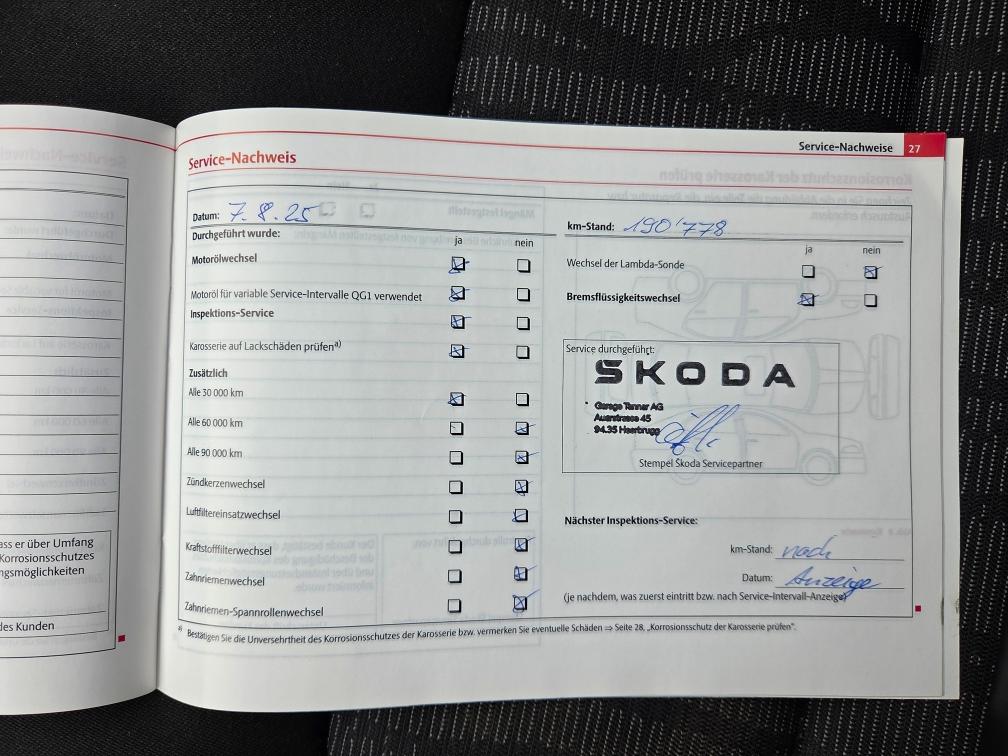 Service-Nachweise 27
Service-Nachweis
Datum: 7.8.25
km-Stand: 190'778
Durchgeführt wurde:
ja nein
Motorölwechsel
Motoröl für variable Service-Intervalle QG1 verwendet
Inspektions-Service
Karosserie auf Lackschäden prüfen a)
Zusätzlich
Alle 30 000 km
Alle 60 000 km
Alle 90 000 km
Zündkerzenwechsel
Luftfiltereinsatzwechsel
Kraftstofffilterwechsel
Zahnriemenwechsel
Zahnriemen-Spannrollenwechsel
ja nein
Wechsel der Lambda-Sonde
Bremsflüssigkeitswechsel
Service durchgeführt:
SKODA
Garage Tanner AG
Auerstrasse 45
9435 Heerbrugg
Stempel Škoda Servicepartner
Nächster Inspektions-Service:
km-Stand: nach
Datum: Anzeige
(je nachdem, was zuerst eintritt bzw. nach Service-Intervall-Anzeige)
a) Bestätigen Sie die Unversehrtheit des Korrosionsschutzes der Karosserie bzw. vermerken Sie eventuelle Schäden ⇒ Seite 28, „Korrosionsschutz der Karosserie prüfen".
ass er über Umfang
Korrosionsschutzes
ngsmöglichkeiten
des Kunden